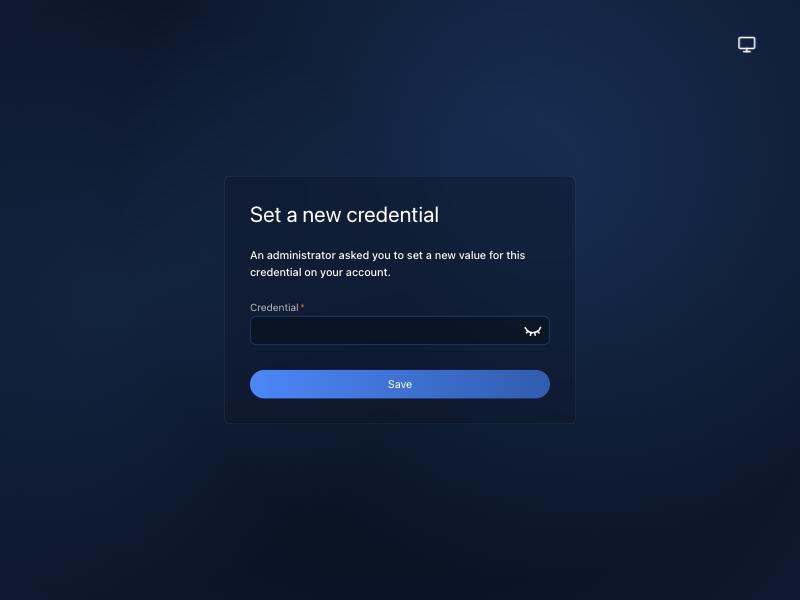 Set a new credential
An administrator asked you to set a new value for this
credential on your account.
Credential *
Save